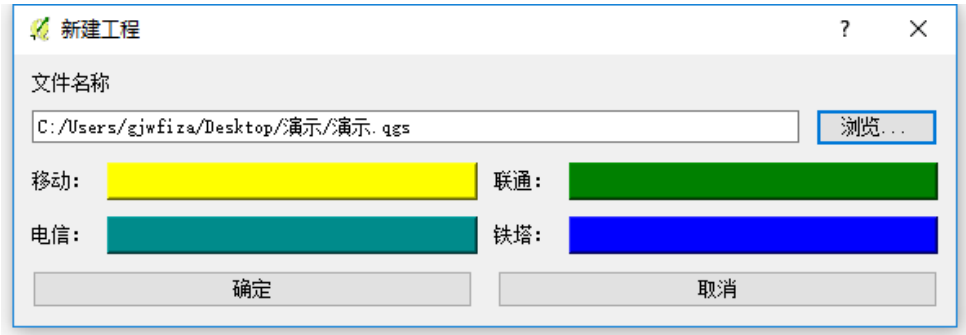 新建工程
文件名称
C:/Users/gjwfiza/Desktop/演示/演示.qgs
浏览...
移动：
联通：
电信：
铁塔：
确定
取消